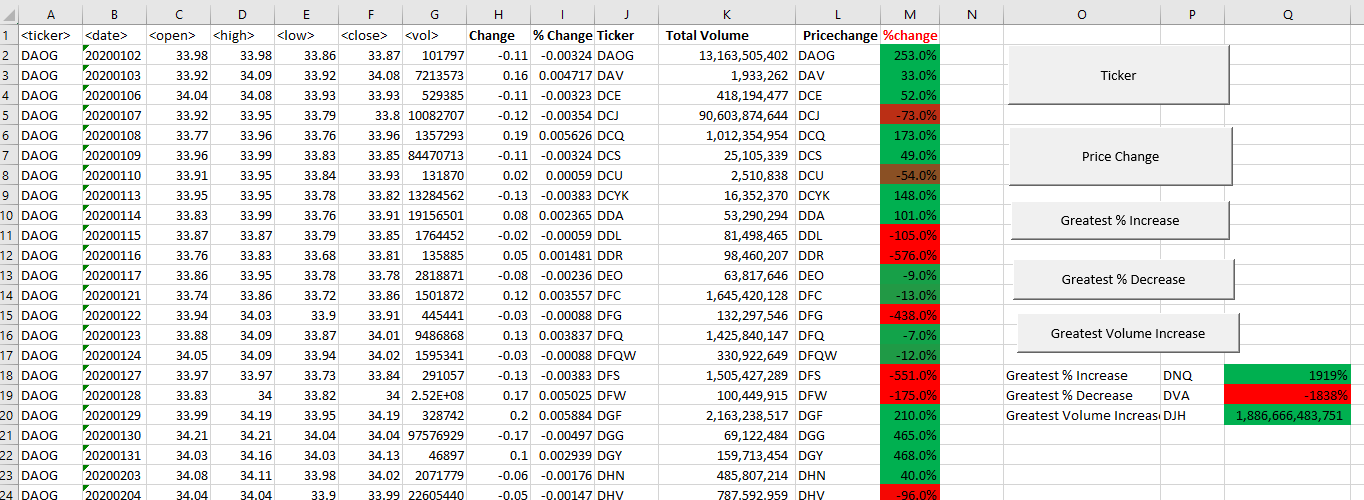 A B C D E F G H I J K L M N O P Q
1 <ticker> <date> <open> <high> <low> <close> <vol> Change % Change Ticker Total Volume Pricechange %change
2 DAOG 20200102 33.98 33.98 33.86 33.87 101797 -0.11 -0.00324 DAOG 13,163,505,402 DAOG 253.0%
3 DAOG 20200103 33.92 34.09 33.92 34.08 7213573 0.16 0.004717 DAV 1,933,262 DAV 33.0% Ticker
4 DAOG 20200106 34.04 34.08 33.93 33.93 529385 -0.11 -0.00323 DCE 418,194,477 DCE 52.0%
5 DAOG 20200107 33.92 33.95 33.79 33.8 10082707 -0.12 -0.00354 DCJ 90,603,874,644 DCJ -73.0%
6 DAOG 20200108 33.77 33.96 33.76 33.96 1357293 0.19 0.005626 DCQ 1,012,354,954 DCQ 173.0%
7 DAOG 20200109 33.96 33.99 33.83 33.85 84470713 -0.11 -0.00324 DCS 25,105,339 DCS 49.0% Price Change
8 DAOG 20200110 33.91 33.95 33.84 33.93 131870 0.02 0.00059 DCU 2,510,838 DCU -54.0%
9 DAOG 20200113 33.95 33.95 33.78 33.82 13284562 -0.13 -0.00383 DCYK 16,352,370 DCYK 148.0%
10 DAOG 20200114 33.83 33.99 33.76 33.91 19156501 0.08 0.002365 DDA 53,290,294 DDA 101.0% Greatest % Increase
11 DAOG 20200115 33.87 33.87 33.79 33.85 1764452 -0.02 -0.00059 DDL 81,498,465 DDL -105.0%
12 DAOG 20200116 33.76 33.83 33.68 33.81 135885 0.05 0.001481 DDR 98,460,207 DDR -576.0%
13 DAOG 20200117 33.86 33.95 33.78 33.78 2818871 -0.08 -0.00236 DEO 63,817,646 DEO -9.0% Greatest % Decrease
14 DAOG 20200121 33.74 33.86 33.72 33.86 1501872 0.12 0.003557 DFC 1,645,420,128 DFC -13.0%
15 DAOG 20200122 33.94 34.03 33.9 33.91 445441 -0.03 -0.00088 DFG 132,297,546 DFG -438.0%
16 DAOG 20200123 33.88 34.09 33.87 34.01 9486868 0.13 0.003837 DFQ 1,425,840,147 DFQ -7.0% Greatest Volume Increase
17 DAOG 20200124 34.05 34.09 33.94 34.02 1595341 -0.03 -0.00088 DFQW 330,922,649 DFQW -12.0%
18 DAOG 20200127 33.97 33.97 33.73 33.84 291057 -0.13 -0.00383 DFS 1,505,427,289 DFS -551.0% Greatest % Increase DNQ 1919%
19 DAOG 20200128 33.83 34 33.82 34 2.52E+08 0.17 0.005025 DFW 100,449,915 DFW -175.0% Greatest % Decrease DVA -1838%
20 DAOG 20200129 33.99 34.19 33.95 34.19 328742 0.2 0.005884 DGF 2,163,238,517 DGF 210.0% Greatest Volume Increas DJH 1,886,666,483,751
21 DAOG 20200130 34.21 34.21 34.04 34.04 97576929 -0.17 -0.00497 DGG 69,122,484 DGG 465.0%
22 DAOG 20200131 34.03 34.16 34.03 34.13 46897 0.1 0.002939 DGY 159,713,454 DGY 468.0%
23 DAOG 20200203 34.08 34.11 33.98 34.02 2071779 -0.06 -0.00176 DHN 485,807,214 DHN 40.0%
24 DAOG 20200204 34.04 34.04 33.9 33.99 22605440 -0.05 -0.00147 DHV 787,592,959 DHV -96.0%